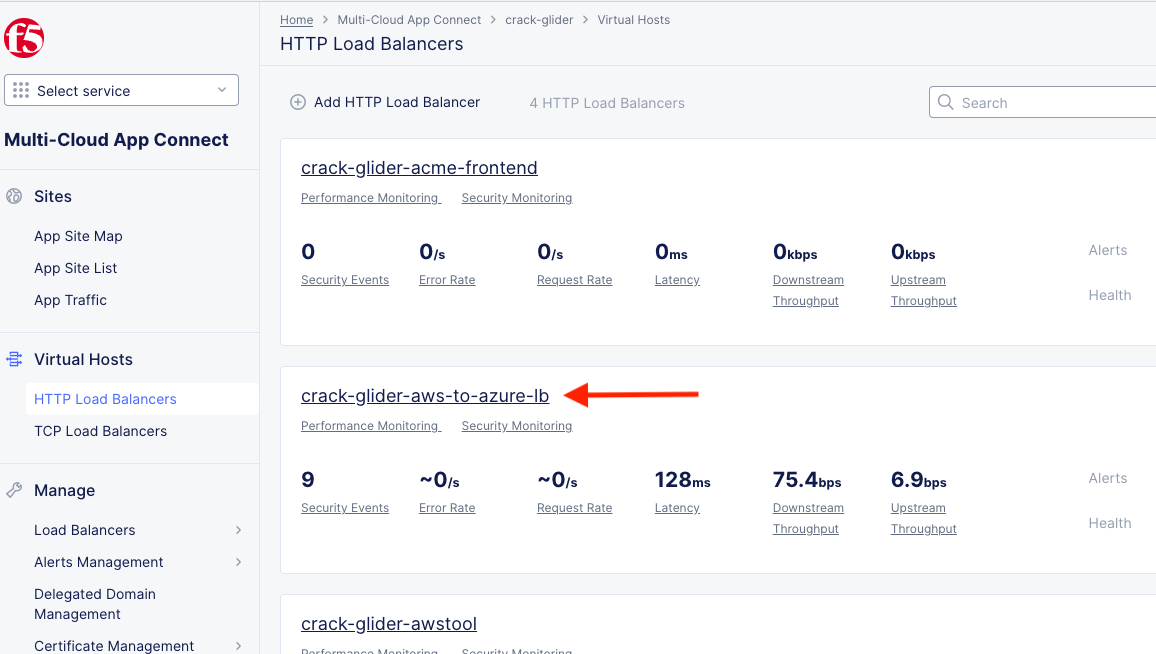 f5
Select service
Multi-Cloud App Connect
Sites
App Site Map
App Site List
App Traffic
Virtual Hosts
HTTP Load Balancers
TCP Load Balancers
Manage
Load Balancers
Alerts Management
Delegated Domain
Management
Certificate Management
Home > Multi-Cloud App Connect > crack-glider > Virtual Hosts
HTTP Load Balancers
Add HTTP Load Balancer 4 HTTP Load Balancers Search
crack-glider-acme-frontend
Performance Monitoring Security Monitoring
0 0/s 0/s 0ms 0kbps 0kbps Alerts
Security Events Error Rate Request Rate Latency Downstream Upstream
Throughput Throughput Health
crack-glider-aws-to-azure-lb
Performance Monitoring Security Monitoring
9 ~0/s ~0/s 128ms 75.4bps 6.9bps Alerts
Security Events Error Rate Request Rate Latency Downstream Upstream
Throughput Throughput Health
crack-glider-awstool
Performance Monitoring Security Monitoring